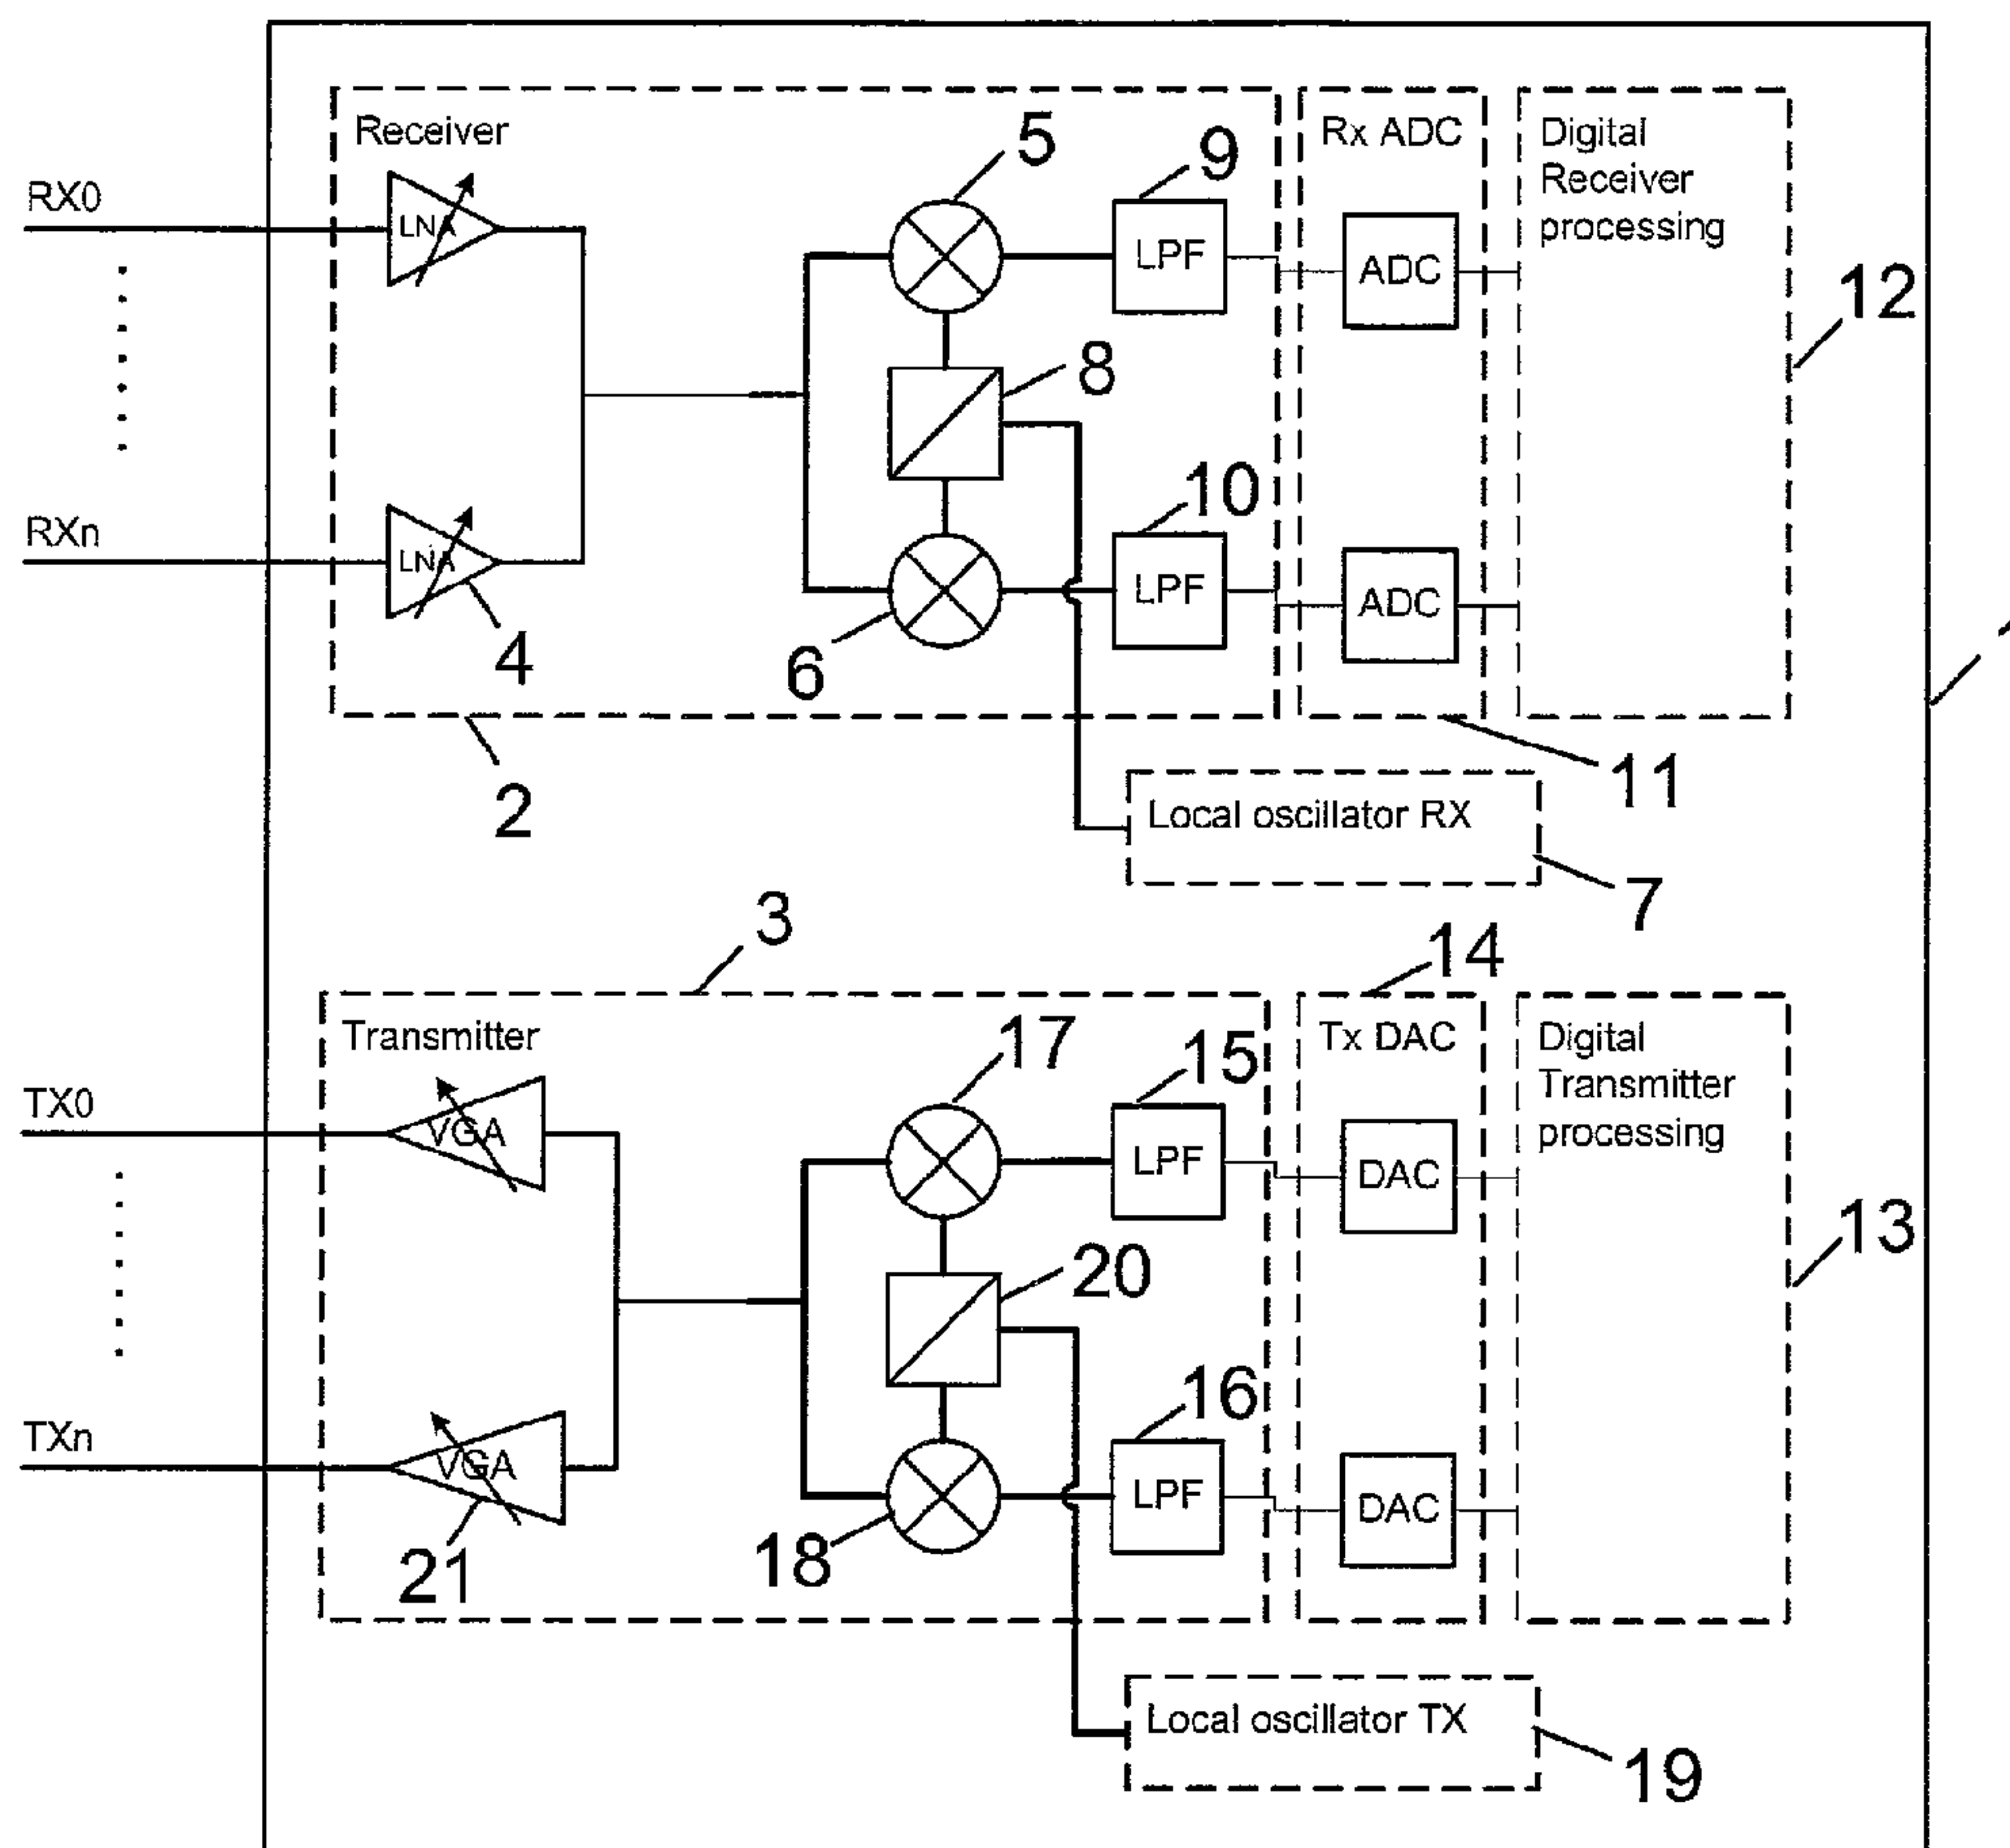 Receiver
Rx ADC
Digital
Receiver
processing
5
9
RX0
LNA
LPF
ADC
12
8
10
RXn
LNA
LPF
ADC
4
6
2
11
Local oscillator RX
7
3
14
Transmitter
Tx DAC
Digital
Transmitter
processing
17
15
TX0
VGA
LPF
DAC
13
20
16
TXn
VGA
LPF
DAC
21
18
Local oscillator TX
19